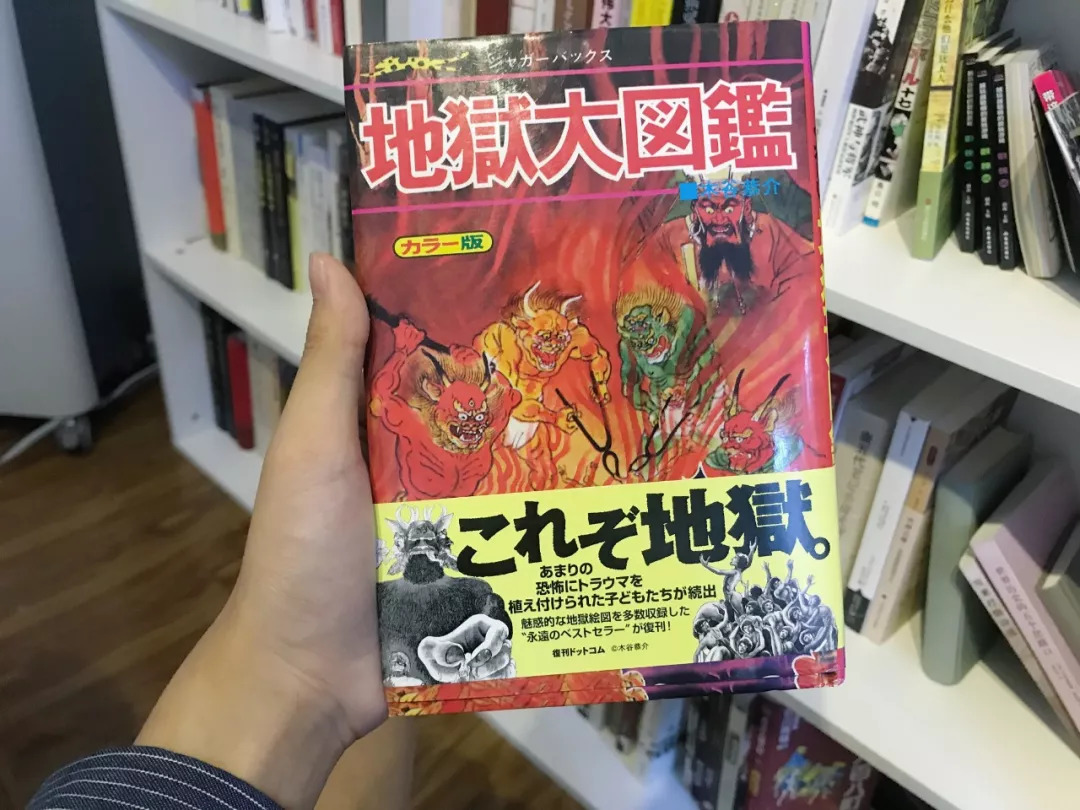 ジャガーバックス
地獄大図鑑
木谷恭介
カラー版
これぞ地獄。
あまりの
恐怖にトラウマを
植え付けられた子どもたちが続出
魅惑的な地獄絵図を多数収録した
“永遠のベストセラー”が復刊！
復刊ドットコム ©木谷恭介